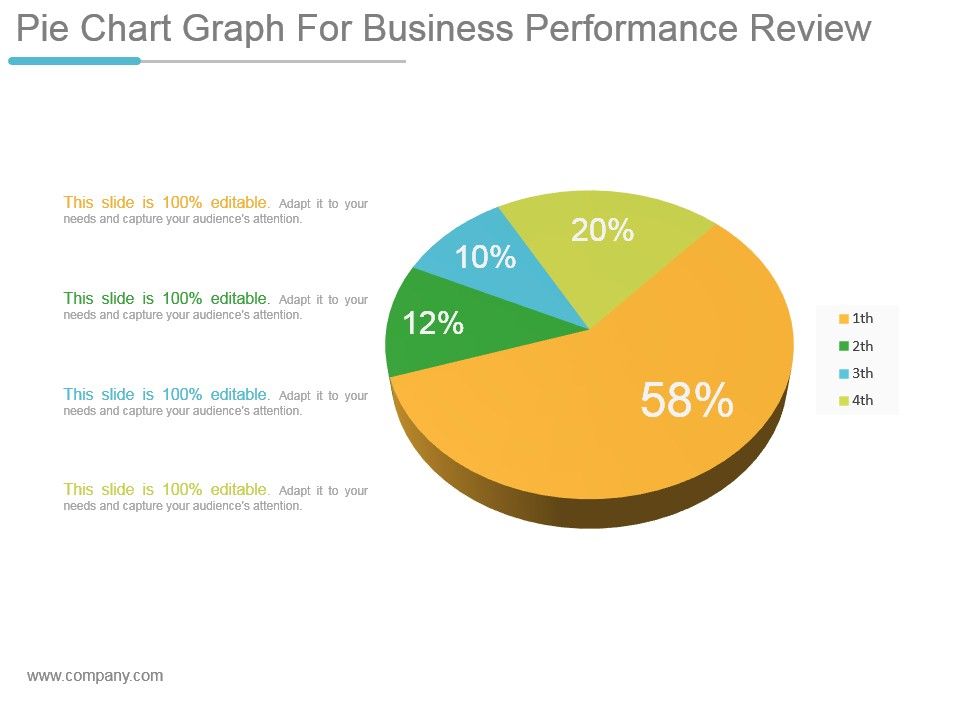 Pie Chart Graph For Business Performance Review
This slide is 100% editable. Adapt it to your
needs and capture your audience's attention.
This slide is 100% editable. Adapt it to your
needs and capture your audience's attention.
This slide is 100% editable. Adapt it to your
needs and capture your audience's attention.
This slide is 100% editable. Adapt it to your
needs and capture your audience's attention.
20%
10%
12%
58%
1th
2th
3th
4th
www.company.com